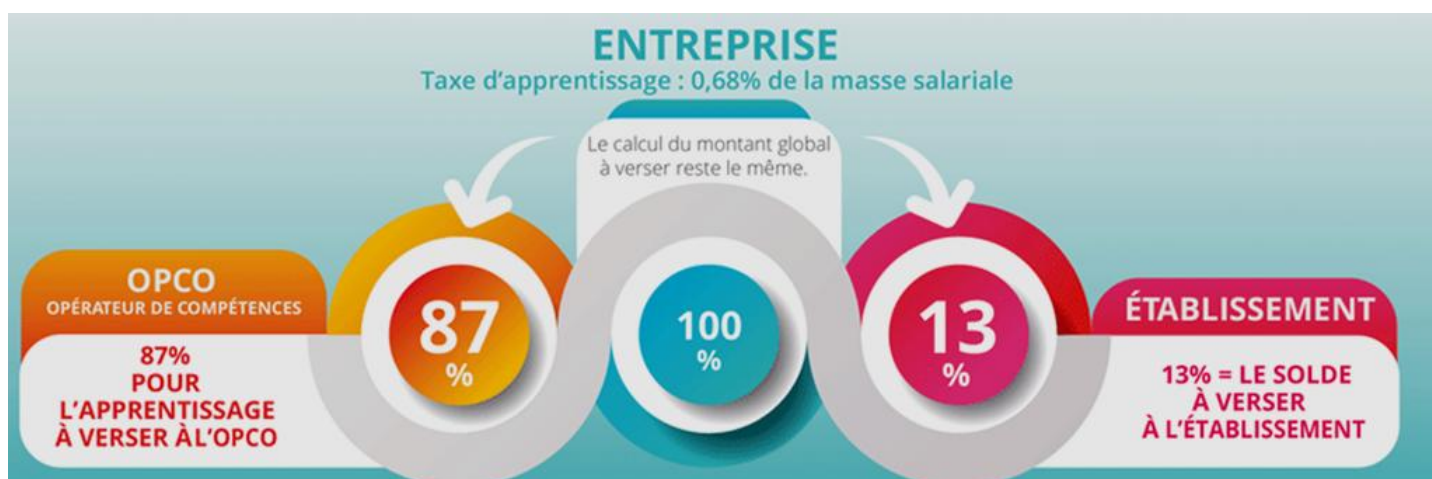 ENTREPRISE
Taxe d'apprentissage : 0,68% de la masse salariale
Le calcul du montant global
à verser reste le même.
OPCO
OPÉRATEUR DE COMPÉTENCES
87%
POUR
L'APPRENTISSAGE
À VERSER ÀL'OPCO
87
%
100
%
13
%
ÉTABLISSEMENT
13% = LE SOLDE
À VERSER
À L'ÉTABLISSEMENT